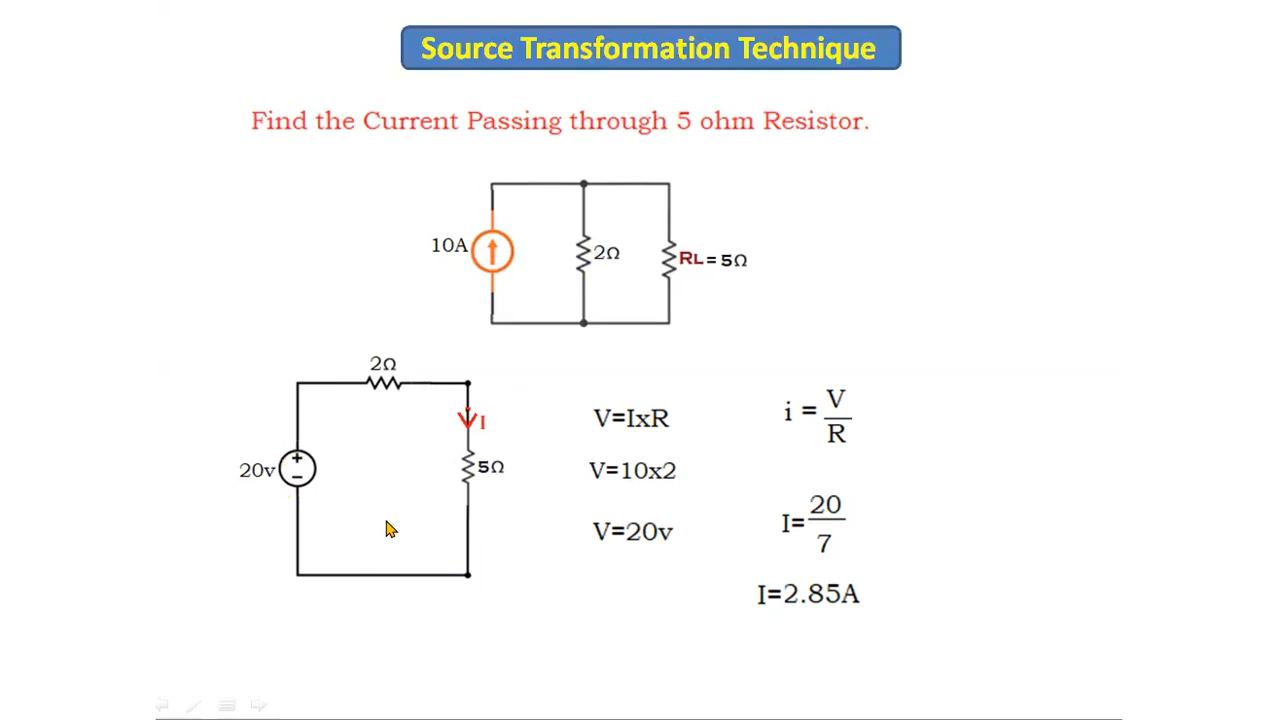 Source Transformation Technique
Find the Current Passing through 5 ohm Resistor.
10A
2Ω
RL = 5Ω
2Ω
I
20v
+
−
5Ω
V=IxR
V=10x2
V=20v
i = V/R
I= 20/7
I=2.85A